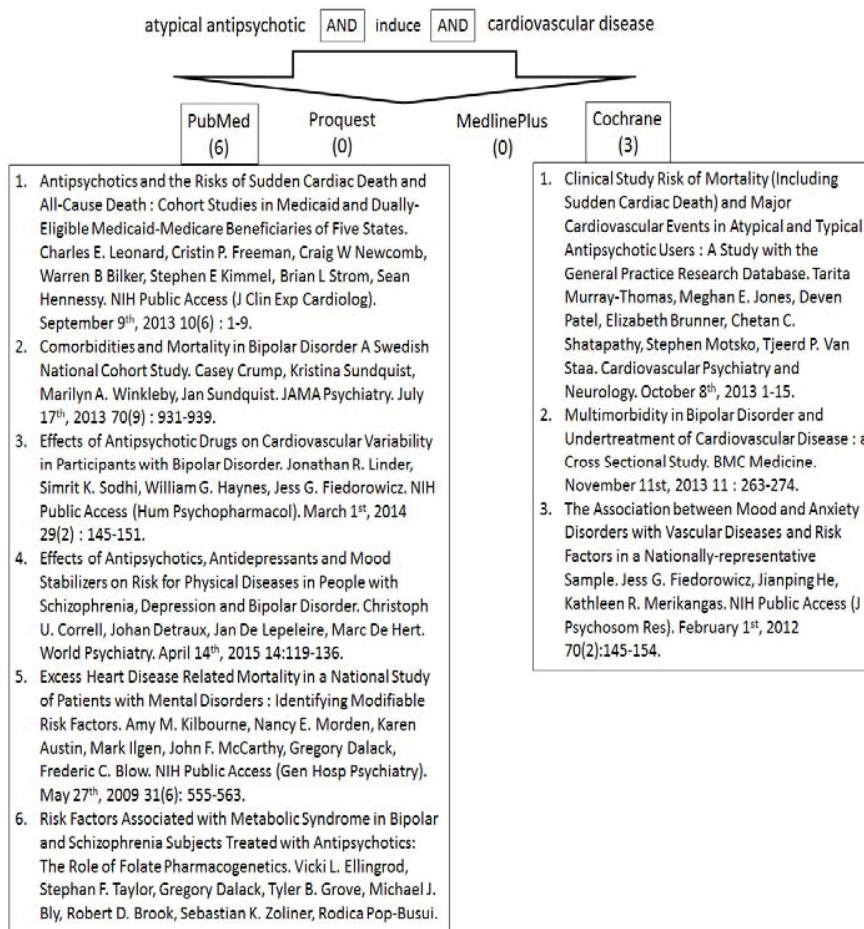 atypical antipsychotic AND induce AND cardiovascular disease
PubMed
(6)
Proquest
(0)
MedlinePlus
(0)
Cochrane
(3)
1. Antipsychotics and the Risks of Sudden Cardiac Death and
All-Cause Death : Cohort Studies in Medicaid and Dually-
Eligible Medicaid-Medicare Beneficiaries of Five States.
Charles E. Leonard, Cristin P. Freeman, Craig W Newcomb,
Warren B Bilker, Stephen E Kimmel, Brian L Strom, Sean
Hennessy. NIH Public Access (J Clin Exp Cardiolog).
September 9th, 2013 10(6) : 1-9.
2. Comorbidities and Mortality in Bipolar Disorder A Swedish
National Cohort Study. Casey Crump, Kristina Sundquist,
Marilyn A. Winkleby, Jan Sundquist. JAMA Psychiatry. July
17th, 2013 70(9) : 931-939.
3. Effects of Antipsychotic Drugs on Cardiovascular Variability
in Participants with Bipolar Disorder. Jonathan R. Linder,
Simrit K. Sodhi, William G. Haynes, Jess G. Fiedorowicz. NIH
Public Access (Hum Psychopharmacol). March 1st, 2014
29(2) : 145-151.
4. Effects of Antipsychotics, Antidepressants and Mood
Stabilizers on Risk for Physical Diseases in People with
Schizophrenia, Depression and Bipolar Disorder. Christoph
U. Correll, Johan Detraux, Jan De Lepeleire, Marc De Hert.
World Psychiatry. April 14th, 2015 14:119-136.
5. Excess Heart Disease Related Mortality in a National Study
of Patients with Mental Disorders : Identifying Modifiable
Risk Factors. Amy M. Kilbourne, Nancy E. Morden, Karen
Austin, Mark Ilgen, John F. McCarthy, Gregory Dalack,
Frederic C. Blow. NIH Public Access (Gen Hosp Psychiatry).
May 27th, 2009 31(6): 555-563.
6. Risk Factors Associated with Metabolic Syndrome in Bipolar
and Schizophrenia Subjects Treated with Antipsychotics:
The Role of Folate Pharmacogenetics. Vicki L. Ellingrod,
Stephan F. Taylor, Gregory Dalack, Tyler B. Grove, Michael J.
Bly, Robert D. Brook, Sebastian K. Zoliner, Rodica Pop-Busui.
1. Clinical Study Risk of Mortality (Including
Sudden Cardiac Death) and Major
Cardiovascular Events in Atypical and Typical
Antipsychotic Users : A Study with the
General Practice Research Database. Tarita
Murray-Thomas, Meghan E. Jones, Deven
Patel, Elizabeth Brunner, Chetan C.
Shatapathy, Stephen Motsko, Tjeerd P. Van
Staa. Cardiovascular Psychiatry and
Neurology. October 8th, 2013 1-15.
2. Multimorbidity in Bipolar Disorder and
Undertreatment of Cardiovascular Disease : a
Cross Sectional Study. BMC Medicine.
November 11st, 2013 11 : 263-274.
3. The Association between Mood and Anxiety
Disorders with Vascular Diseases and Risk
Factors in a Nationally-representative
Sample. Jess G. Fiedorowicz, Jianping He,
Kathleen R. Merikangas. NIH Public Access (J
Psychosom Res). February 1st, 2012
70(2):145-154.